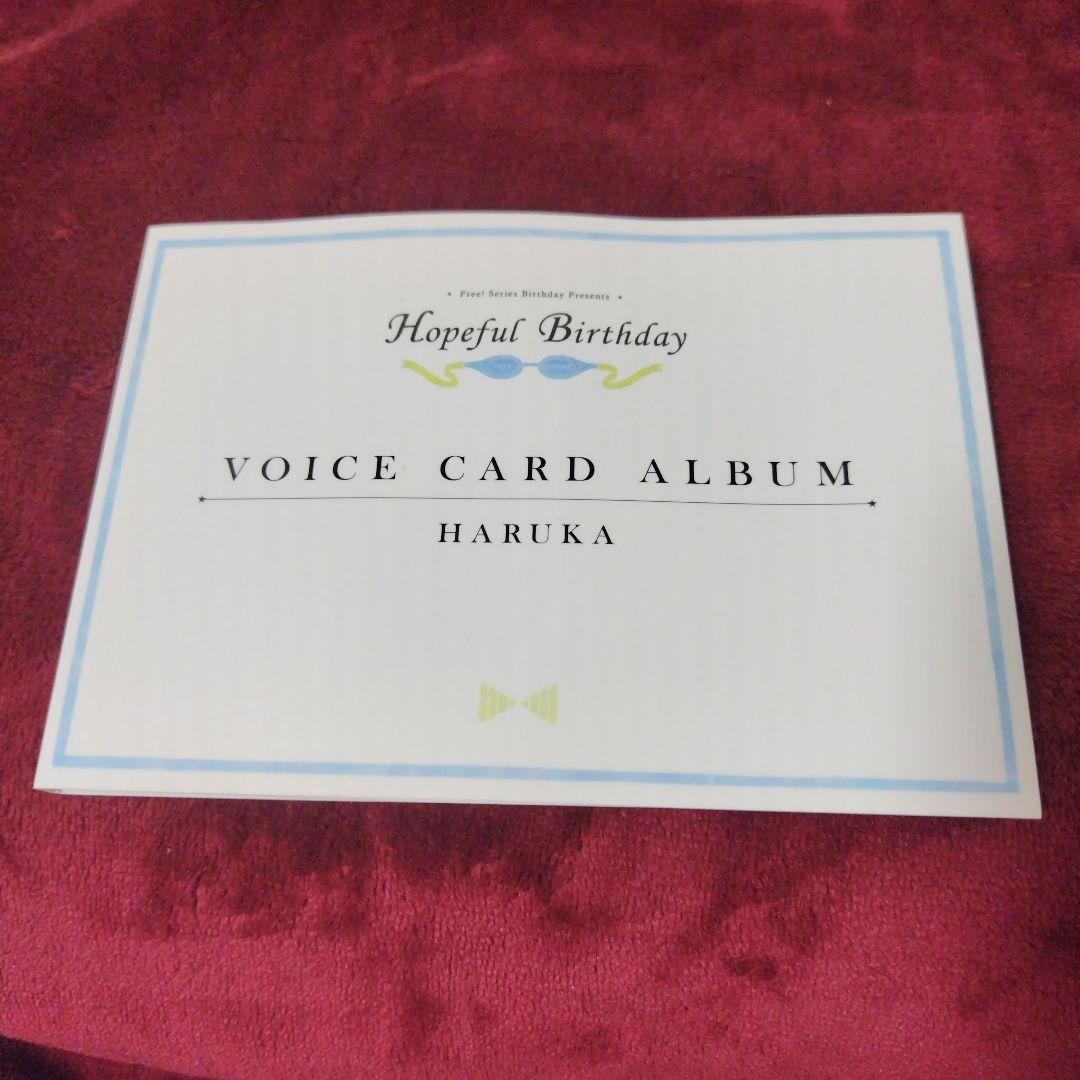 ★ Free! Series Birthday Presents ★
Hopeful Birthday
VOICE CARD ALBUM
HARUKA